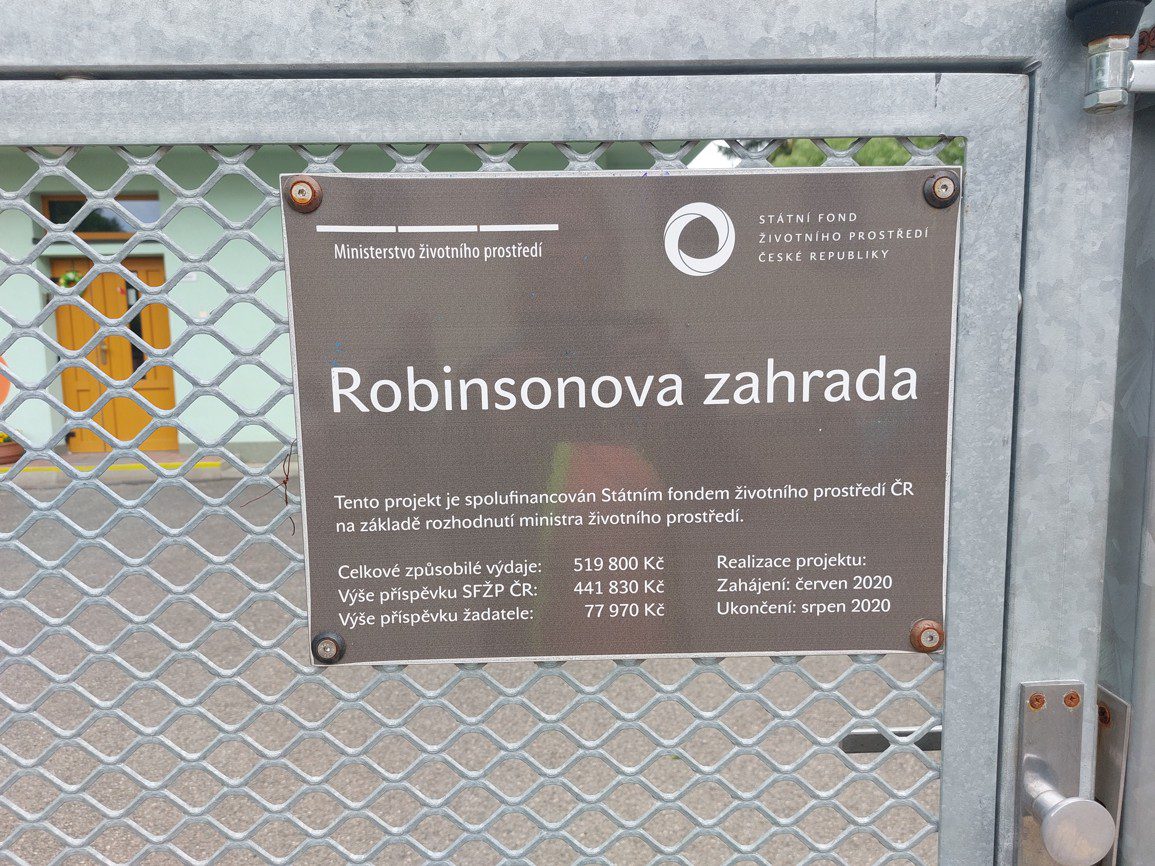 Ministerstvo životního prostředí
STÁTNÍ FOND
ŽIVOTNÍHO PROSTŘEDÍ
ČESKÉ REPUBLIKY
Robinsonova zahrada
Tento projekt je spolufinancován Státním fondem životního prostředí ČR
na základě rozhodnutí ministra životního prostředí.
Celkové způsobilé výdaje: 519 800 Kč
Výše příspěvku SFŽP ČR: 441 830 Kč
Výše příspěvku žadatele: 77 970 Kč
Realizace projektu:
Zahájení: červen 2020
Ukončení: srpen 2020